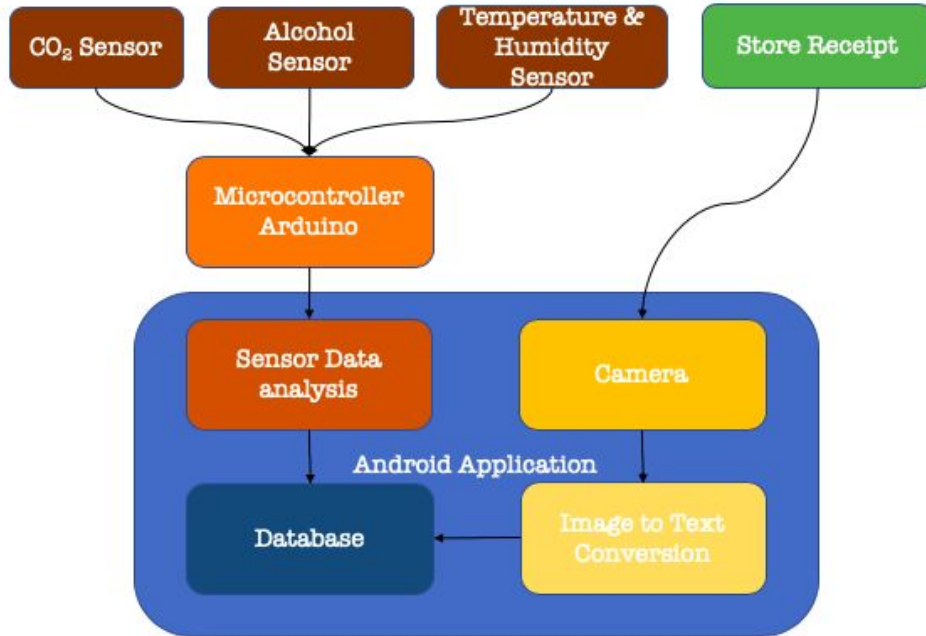 CO₂ Sensor
Alcohol
Sensor
Temperature &
Humidity
Sensor
Store Receipt
Microcontroller
Arduino
Sensor Data
analysis
Camera
Android Application
Database
Image to Text
Conversion